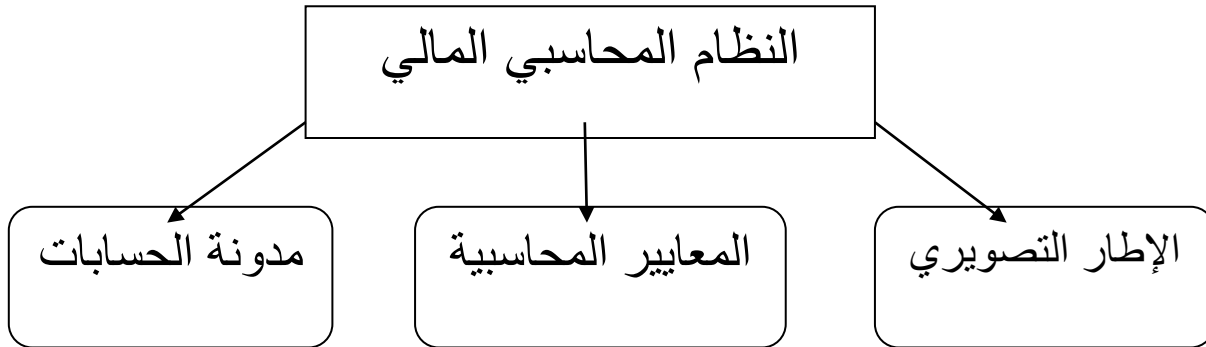 النظام المحاسبي المالي
الإطار التصويري
المعايير المحاسبية
مدونة الحسابات